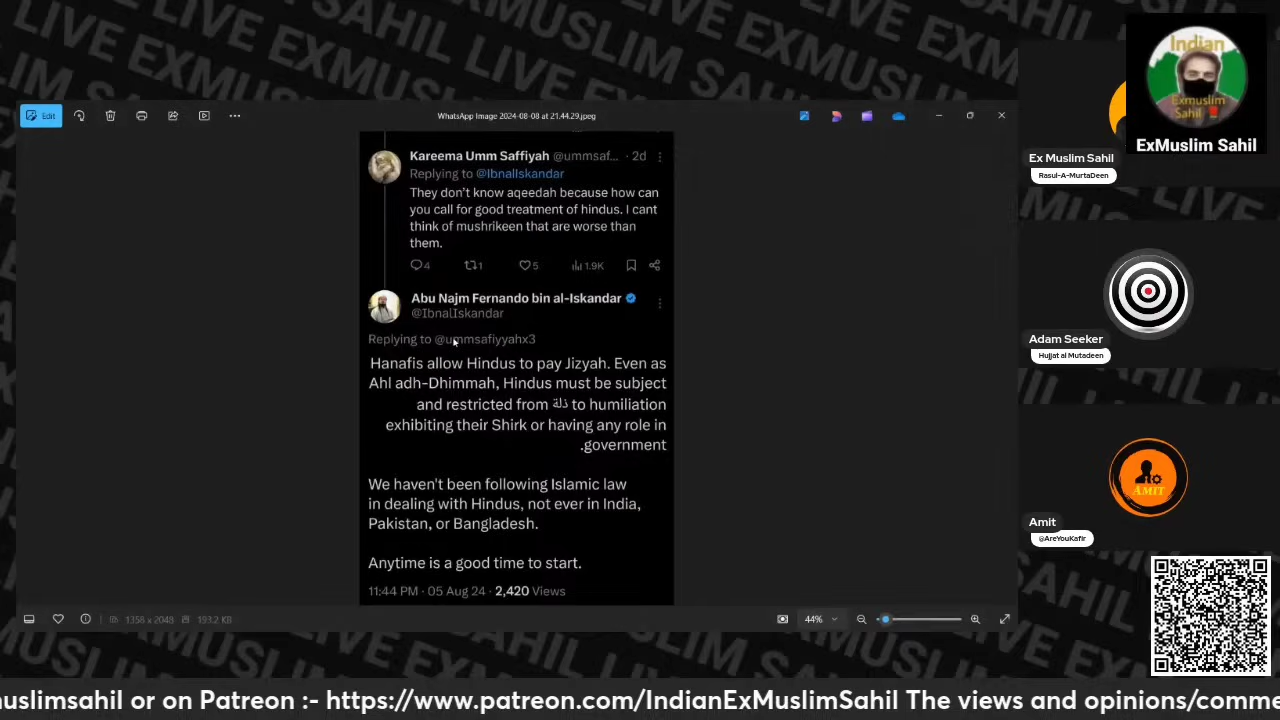 Edit
WhatsApp Image 2024-08-08 at 21.44.29.jpeg
Kareema Umm Saffiyah @ummsaf... · 2d
Replying to @IbnalIskandar
They don't know aqeedah because how can
you call for good treatment of hindus. I cant
think of mushrikeen that are worse than
them.
4 1 5 1.9K
Abu Najm Fernando bin al-Iskandar
@IbnalIskandar
Replying to @ummsafiyyahx3
Hanafis allow Hindus to pay Jizyah. Even as
Ahl adh-Dhimmah, Hindus must be subject
and restricted from ذلة to humiliation
exhibiting their Shirk or having any role in
.government
We haven't been following Islamic law
in dealing with Hindus, not ever in India,
Pakistan, or Bangladesh.
Anytime is a good time to start.
11:44 PM · 05 Aug 24 · 2,420 Views
1358 x 2048 193.2 KB
44%
Indian
Exmuslim
Sahil
ExMuslim Sahil
Ex Muslim Sahil
Rasul-A-MurtaDeen
Adam Seeker
Hujjat al Mutadeen
AMIT
Amit
@AreYouKafir
muslimsahil or on Patreon :- https://www.patreon.com/IndianExMuslimSahil The views and opinions/comme